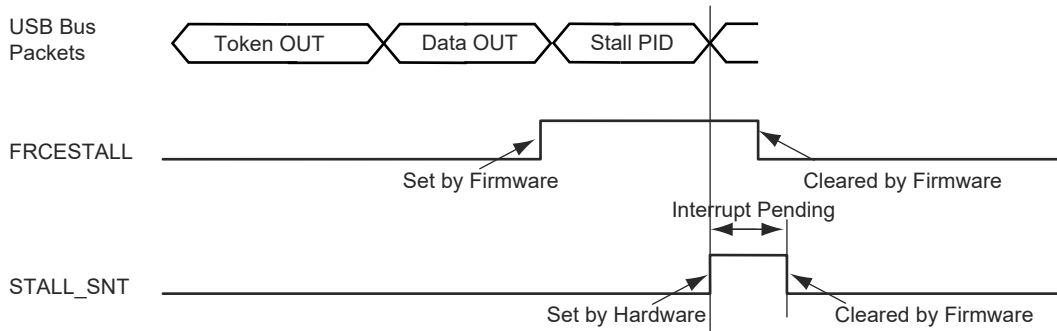 USB Bus
Packets
Token OUT
Data OUT
Stall PID
FRCESTALL
Set by Firmware
Cleared by Firmware
Interrupt Pending
STALL_SNT
Set by Hardware
Cleared by Firmware